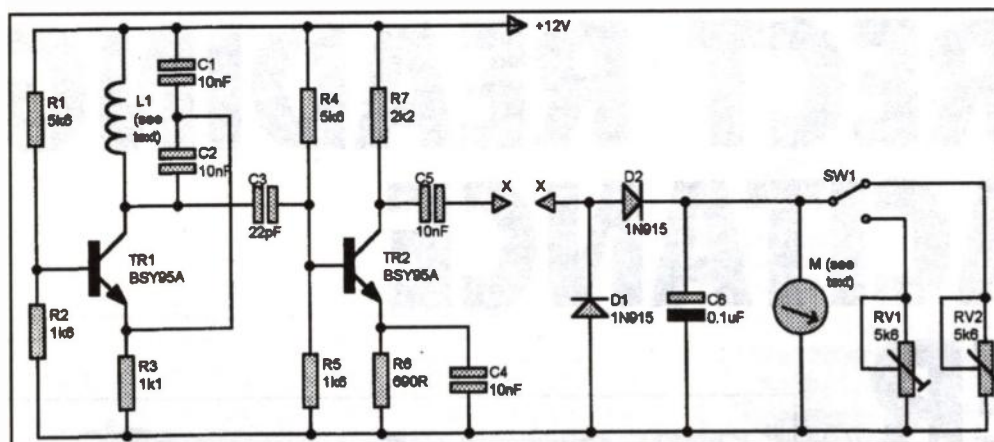 +12V
C1
10nF
R1
5k6
L1
(see
text)
R4
5k6
R7
2k2
C2
10nF
C3
22pF
C5
10nF
X
X
D2
1N915
SW1
TR1
BSY95A
TR2
BSY95A
M (see
text)
R2
1k6
D1
1N915
C6
0.1uF
RV1
5k6
RV2
5k6
R3
1k1
R5
1k6
R6
690R
C4
10nF